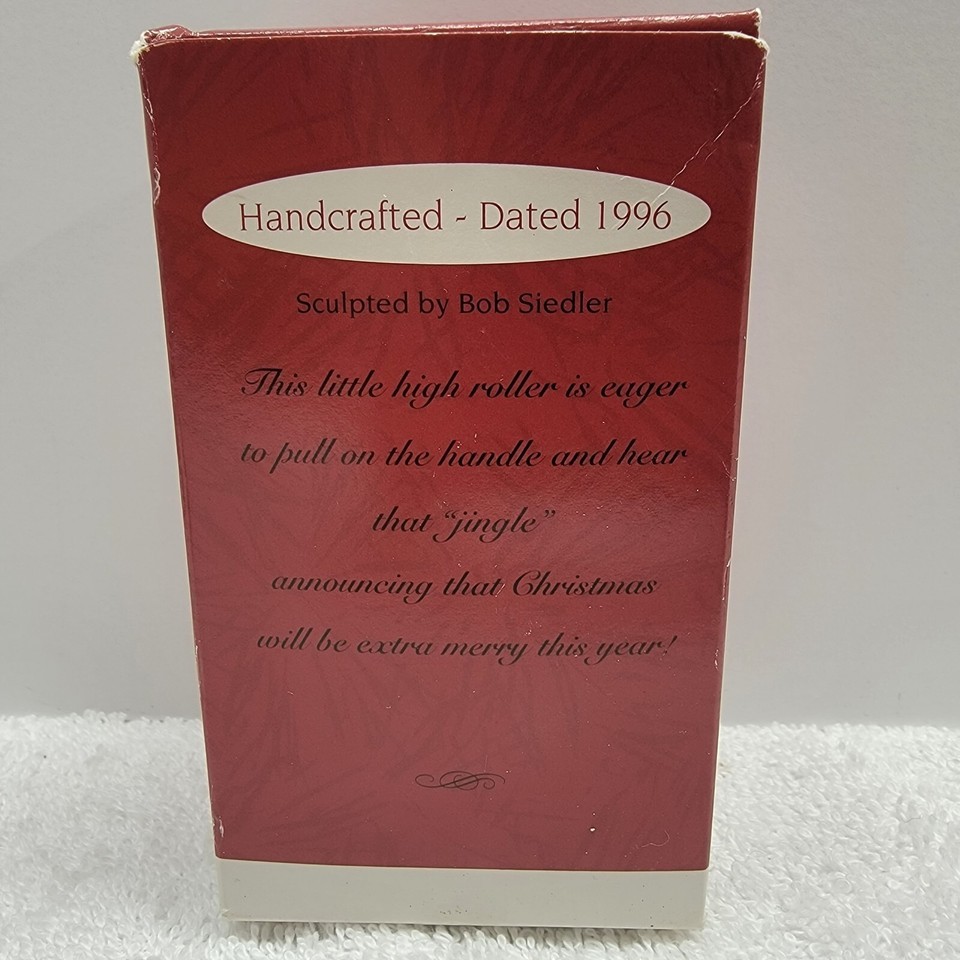 Handcrafted - Dated 1996
Sculpted by Bob Siedler
This little high roller is eager
to pull on the handle and hear
that “jingle”
announcing that Christmas
will be extra merry this year!